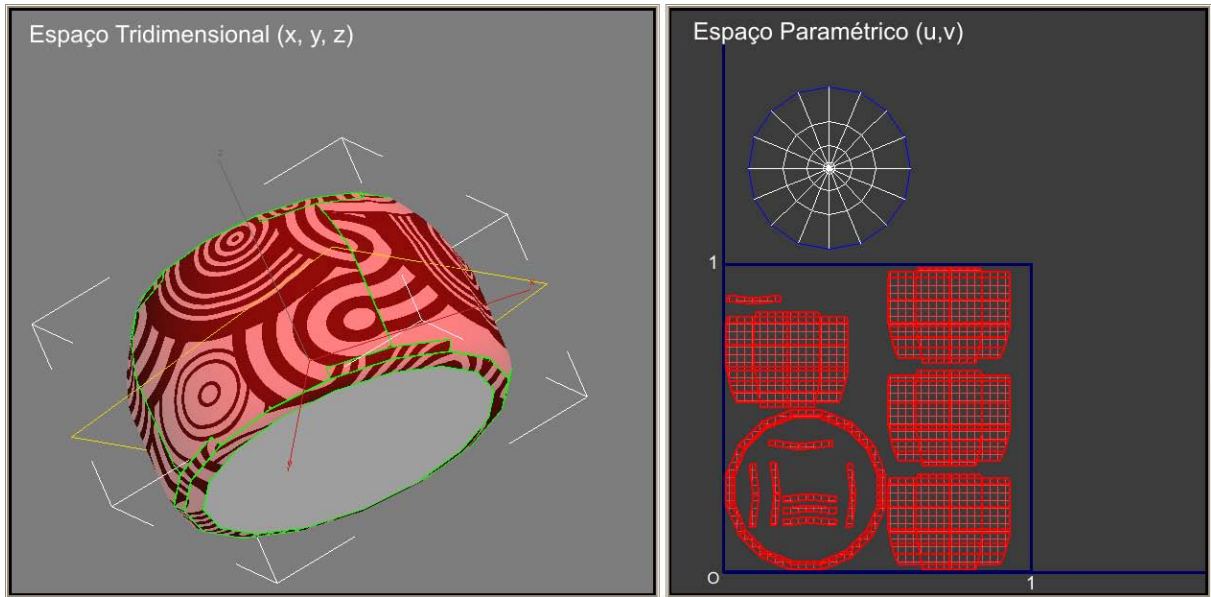 Espaço Tridimensional (x, y, z)
Espaço Paramétrico (u,v)
1
O
1